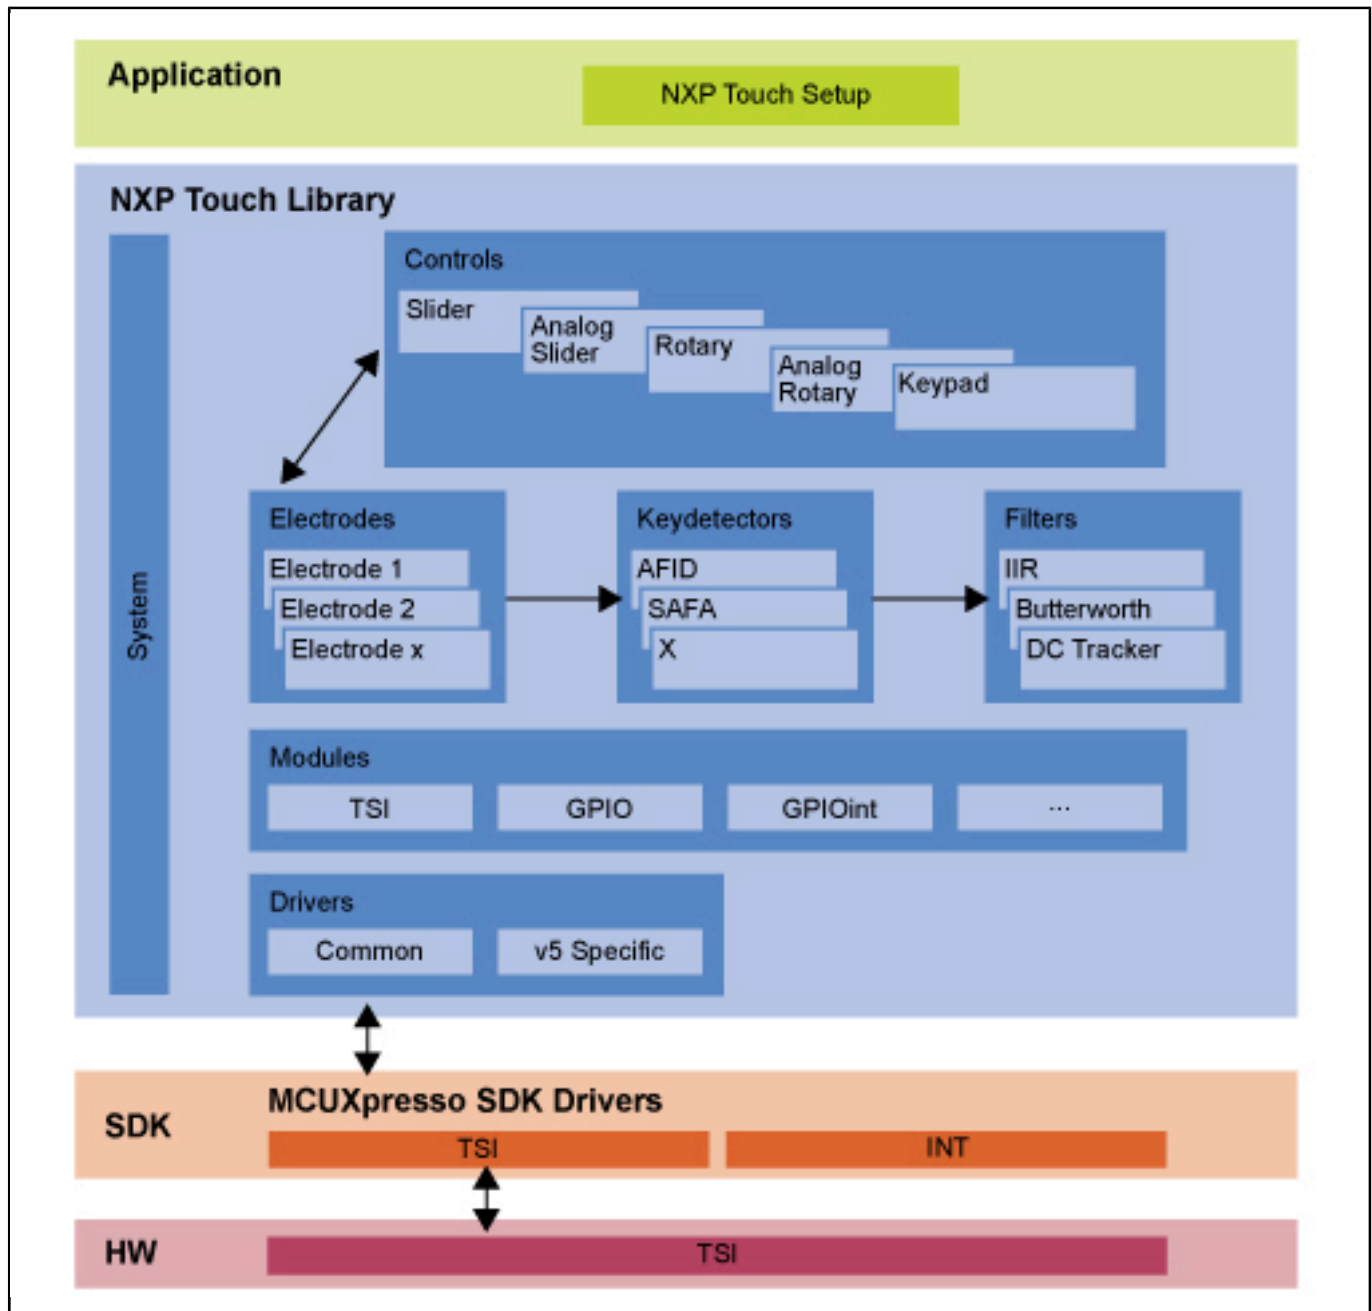 Application
NXP Touch Setup
NXP Touch Library
System
Controls
Slider
Analog
Slider
Rotary
Analog
Rotary
Keypad
Electrodes
Electrode 1
Electrode 2
Electrode x
Keydetectors
AFID
SAFA
X
Filters
IIR
Butterworth
DC Tracker
Modules
TSI
GPIO
GPIOint
...
Drivers
Common
v5 Specific
SDK
MCUXpresso SDK Drivers
TSI
INT
HW
TSI